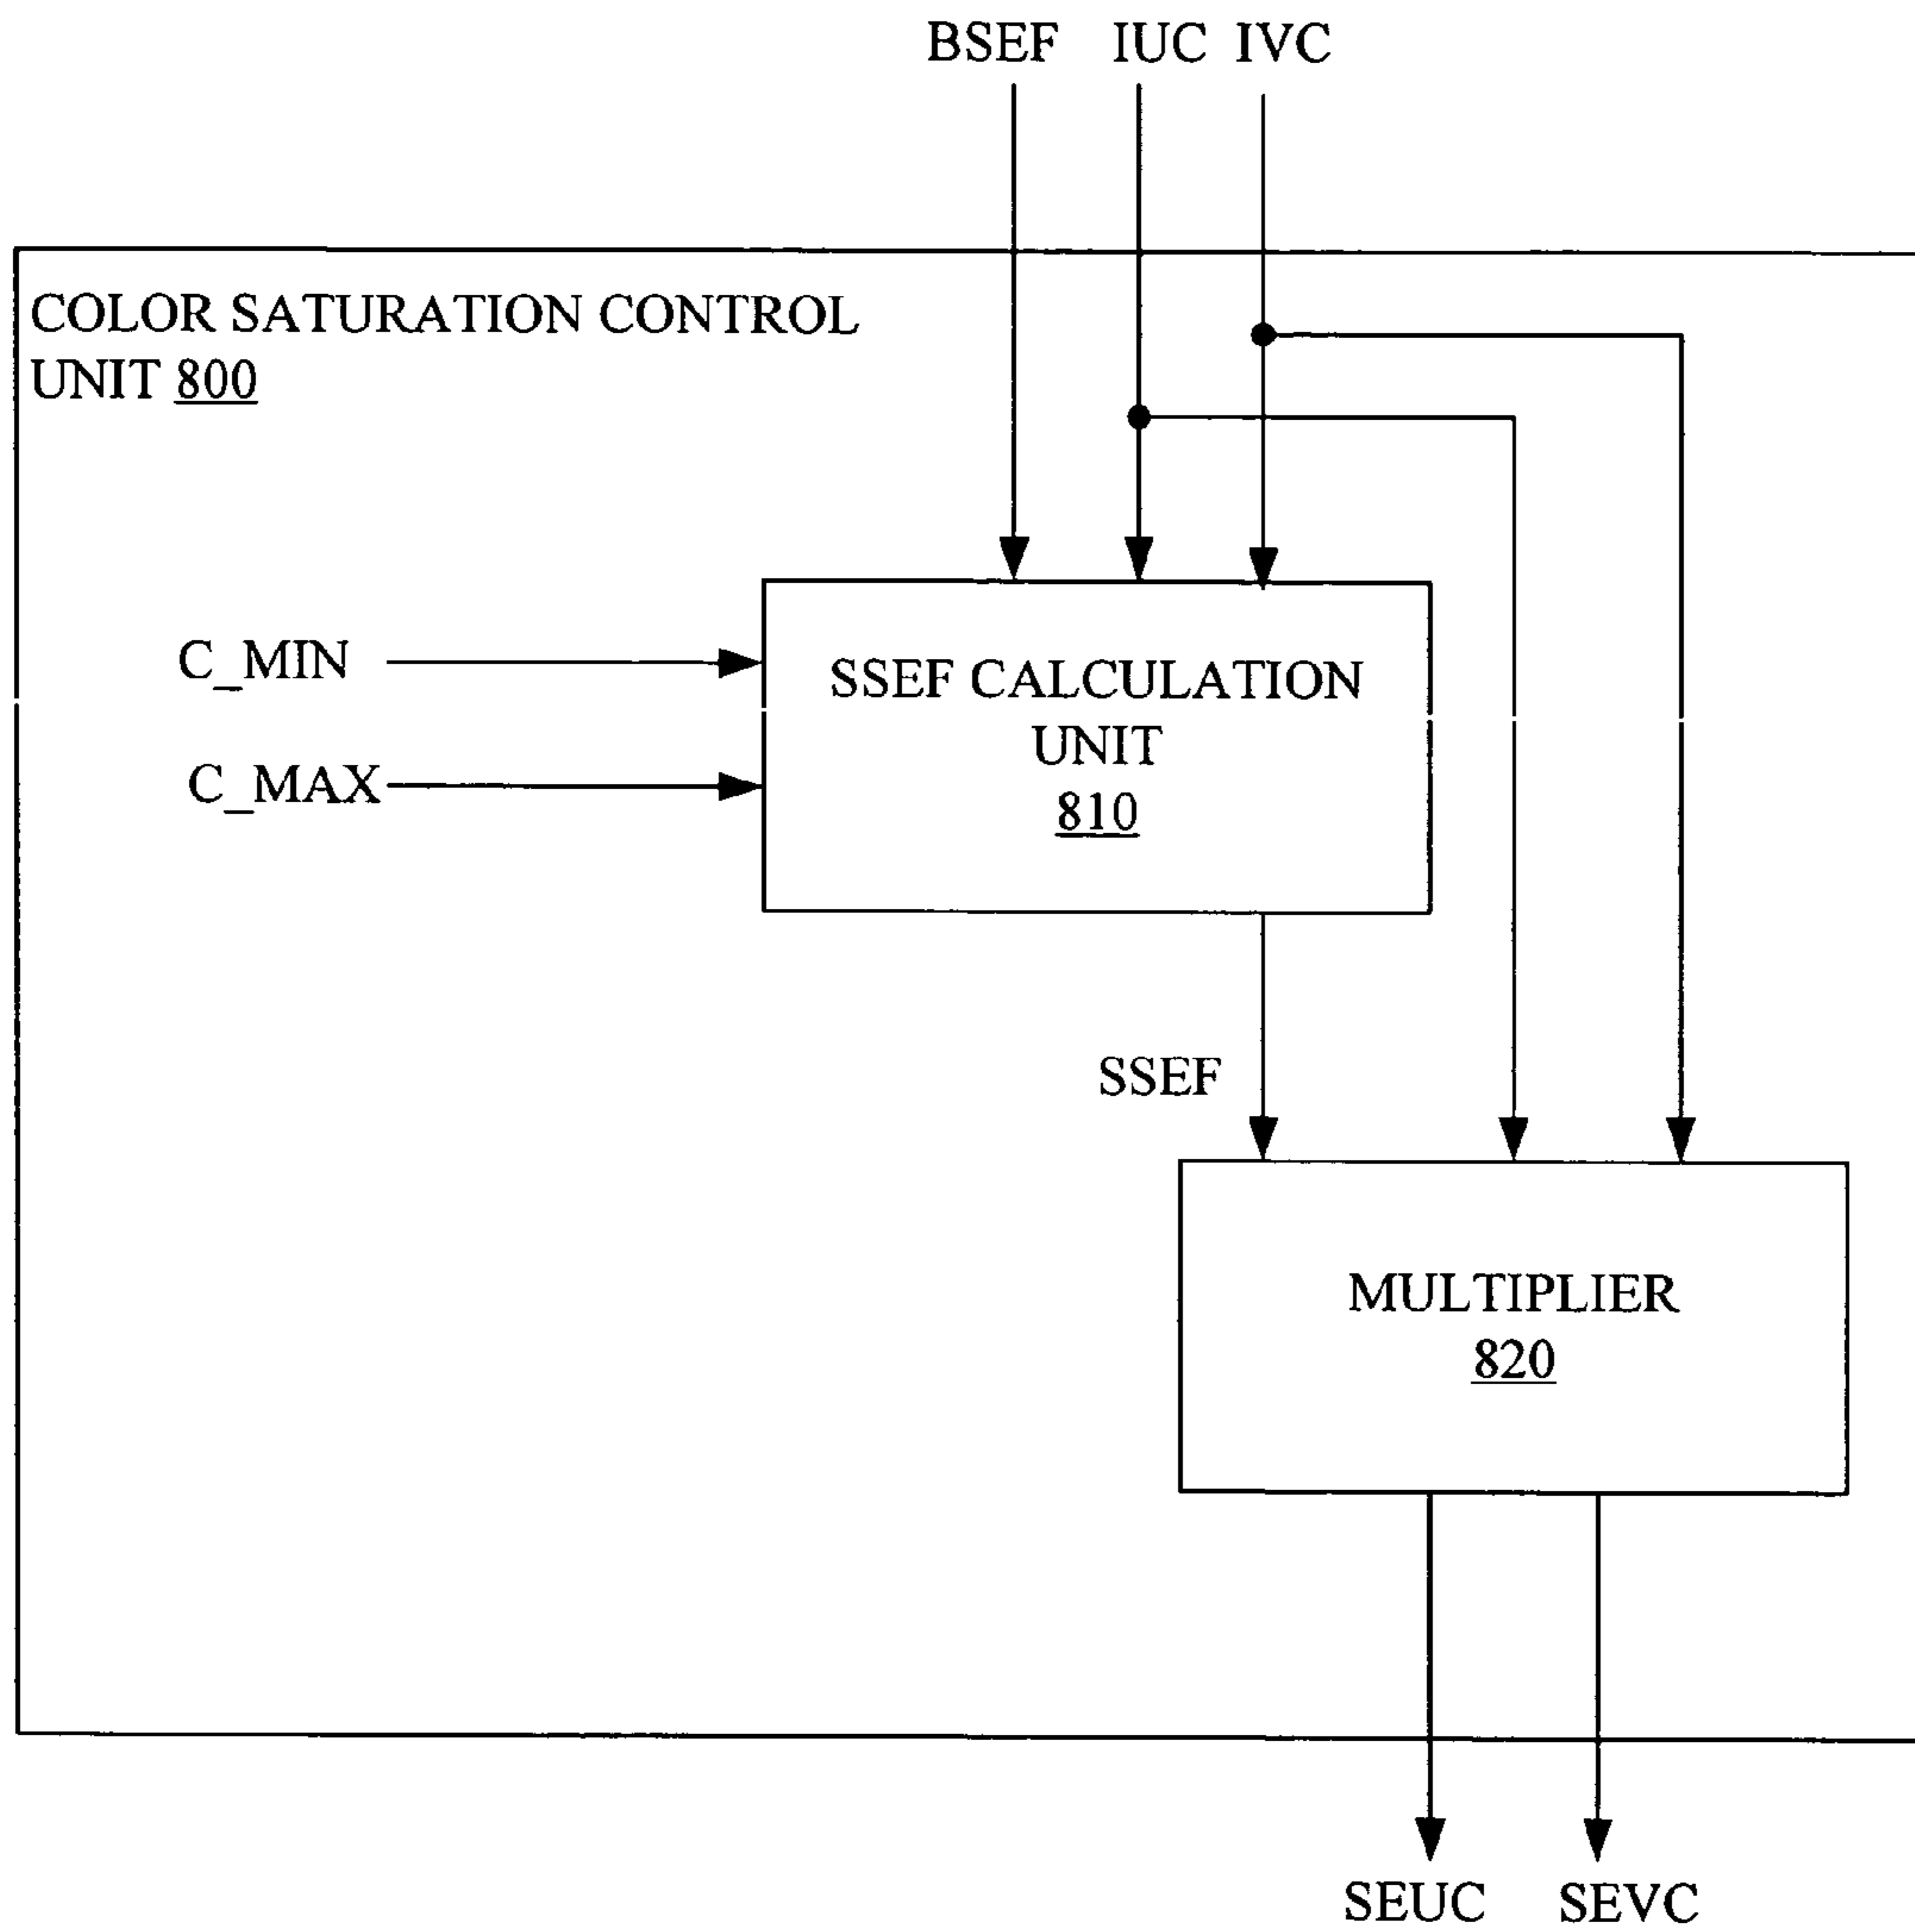 BSEF IUC IVC
COLOR SATURATION CONTROL
UNIT 800
C_MIN
C_MAX
SSEF CALCULATION
UNIT
810
SSEF
MULTIPLIER
820
SEUC SEVC